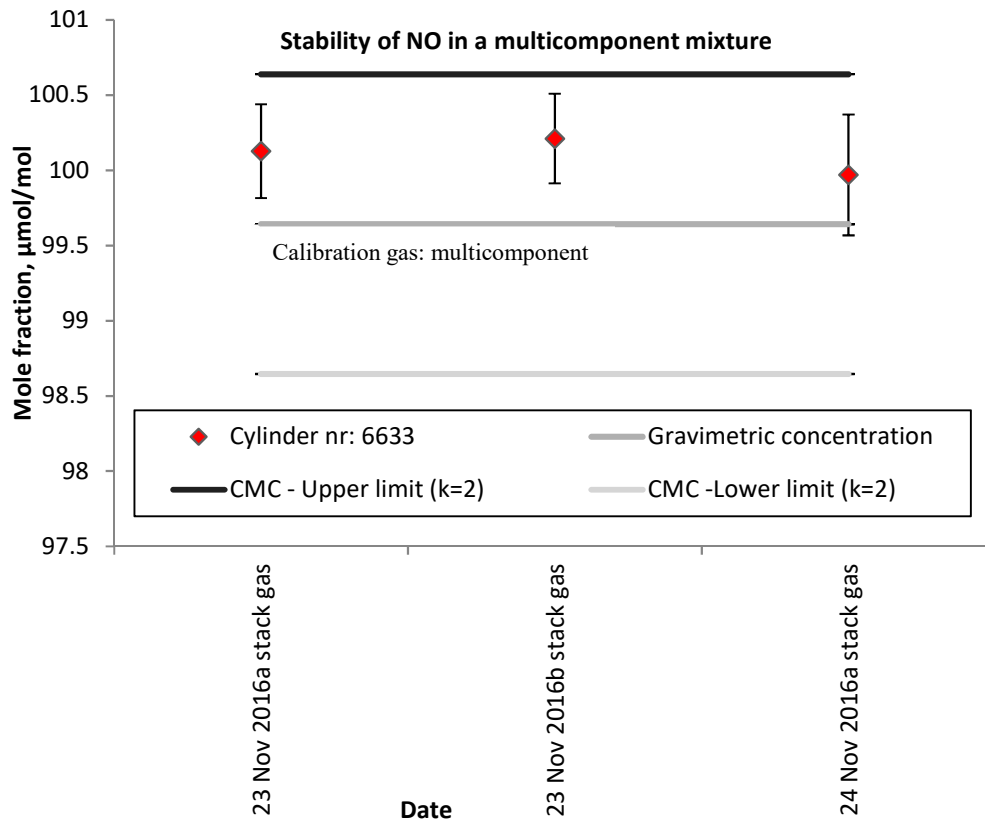 Stability of NO in a multicomponent mixture
Mole fraction, µmol/mol
101
100.5
100
99.5
99
98.5
98
97.5
Calibration gas: multicomponent
Cylinder nr: 6633
Gravimetric concentration
CMC - Upper limit (k=2)
CMC -Lower limit (k=2)
23 Nov 2016a stack gas
23 Nov 2016b stack gas
24 Nov 2016a stack gas
Date